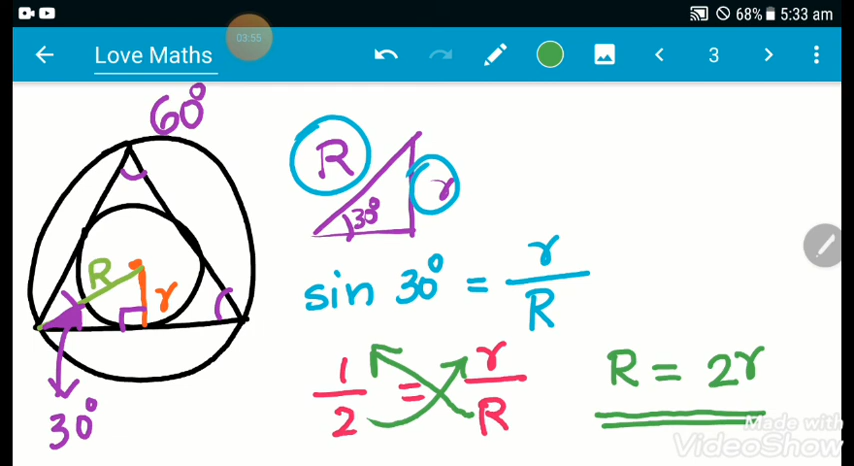 68% 5:33 am
03:55
Love Maths
3
60°
R
r
30°
R
r
30°
sin 30° = r/R
1/2 = r/R
R = 2r
Made with
VideoShow